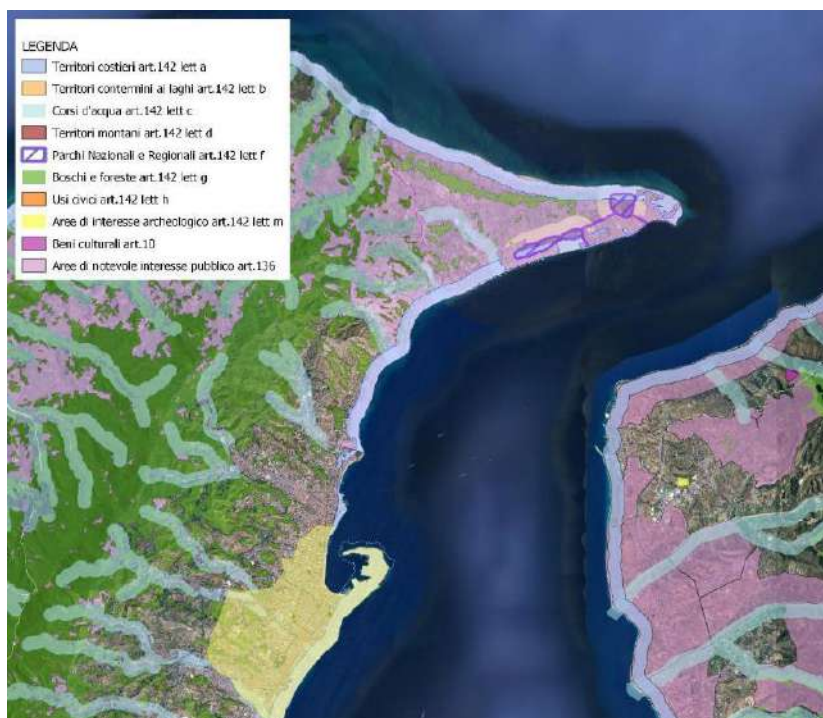 LEGENDA
Territori costieri art.142 lett a
Territori contermini ai laghi art.142 lett b
Corsi d'acqua art.142 lett c
Territori montani art.142 lett d
Parchi Nazionali e Regionali art.142 lett f
Boschi e foreste art.142 lett g
Usi civici art.142 lett h
Aree di interesse archeologico art.142 lett m
Beni culturali art.10
Aree di notevole interesse pubblico art.136